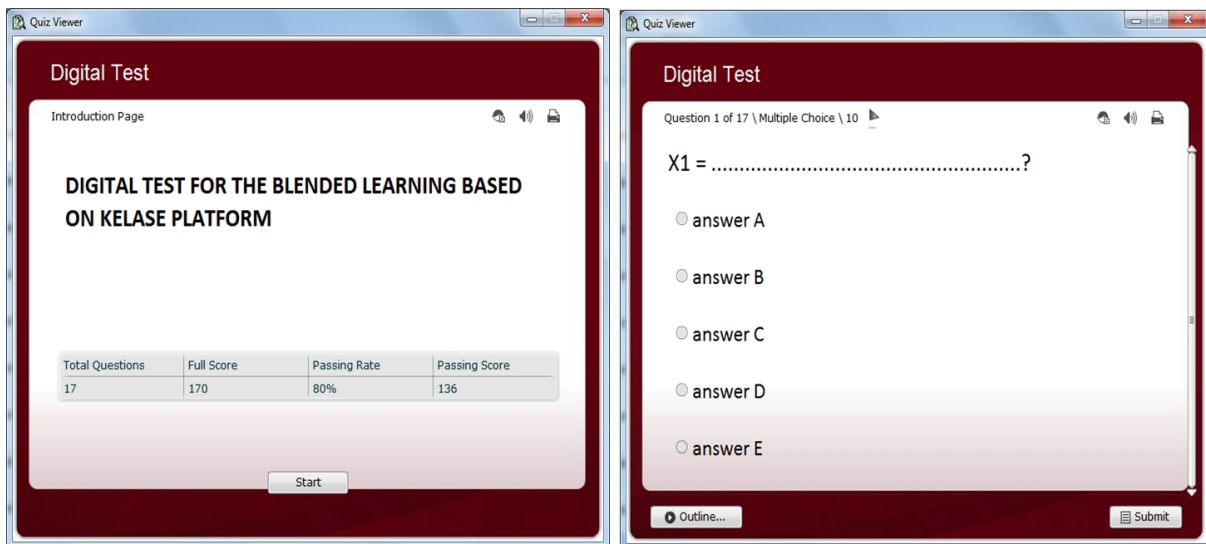 Quiz Viewer
Digital Test
Introduction Page
DIGITAL TEST FOR THE BLENDED LEARNING BASED
ON KELASE PLATFORM
Total Questions Full Score Passing Rate Passing Score
17 170 80% 136
Start
Quiz Viewer
Digital Test
Question 1 of 17 \ Multiple Choice \ 10
X1 = ........................................................?
answer A
answer B
answer C
answer D
answer E
Outline...
Submit